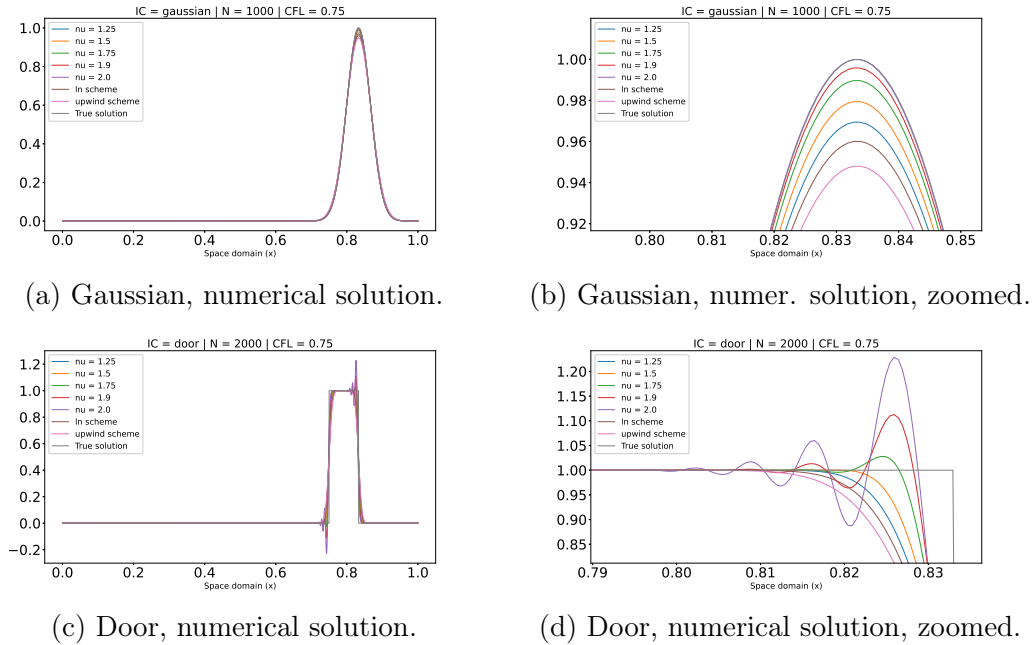 IC = gaussian | N = 1000 | CFL = 0.75
nu = 1.25
nu = 1.5
nu = 1.75
nu = 1.9
nu = 2.0
ln scheme
upwind scheme
True solution
1.0
0.8
0.6
0.4
0.2
0.0
0.0 0.2 0.4 0.6 0.8 1.0
Space domain (x)
(a) Gaussian, numerical solution.
IC = gaussian | N = 1000 | CFL = 0.75
nu = 1.25
nu = 1.5
nu = 1.75
nu = 1.9
nu = 2.0
ln scheme
upwind scheme
True solution
1.00
0.98
0.96
0.94
0.92
0.80 0.81 0.82 0.83 0.84 0.85
Space domain (x)
(b) Gaussian, numer. solution, zoomed.
IC = door | N = 2000 | CFL = 0.75
nu = 1.25
nu = 1.5
nu = 1.75
nu = 1.9
nu = 2.0
ln scheme
upwind scheme
True solution
1.2
1.0
0.8
0.6
0.4
0.2
0.0
−0.2
0.0 0.2 0.4 0.6 0.8 1.0
Space domain (x)
(c) Door, numerical solution.
IC = door | N = 2000 | CFL = 0.75
nu = 1.25
nu = 1.5
nu = 1.75
nu = 1.9
nu = 2.0
ln scheme
upwind scheme
True solution
1.20
1.15
1.10
1.05
1.00
0.95
0.90
0.85
0.79 0.80 0.81 0.82 0.83
Space domain (x)
(d) Door, numerical solution, zoomed.